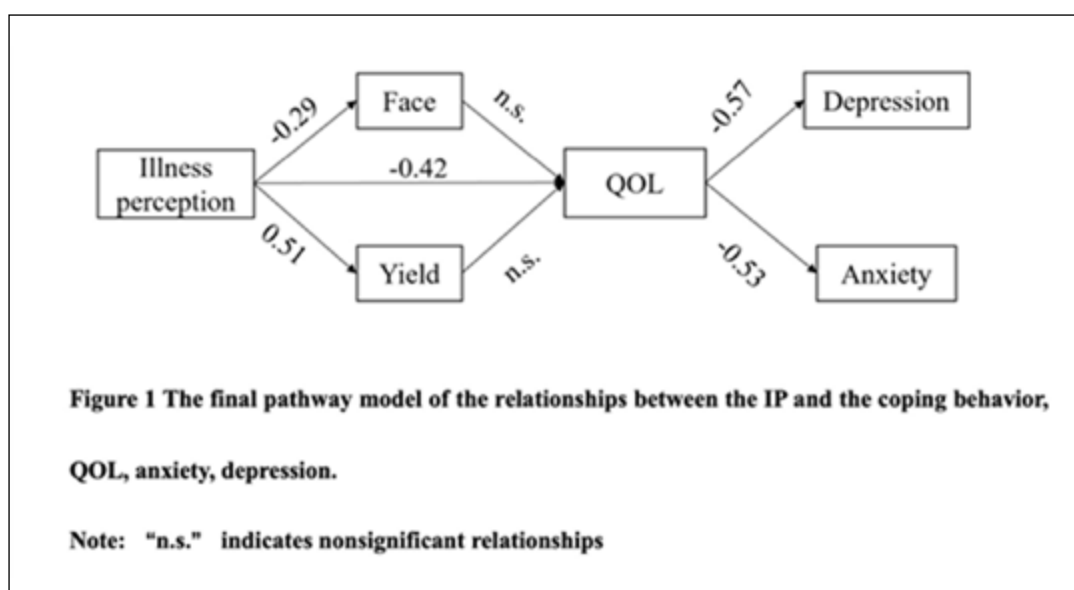 Face
n.s.
-0.57
Depression
-0.29
Illness
perception
-0.42
QOL
0.51
Yield
n.s.
-0.53
Anxiety
Figure 1 The final pathway model of the relationships between the IP and the coping behavior,
QOL, anxiety, depression.
Note: “n.s.” indicates nonsignificant relationships